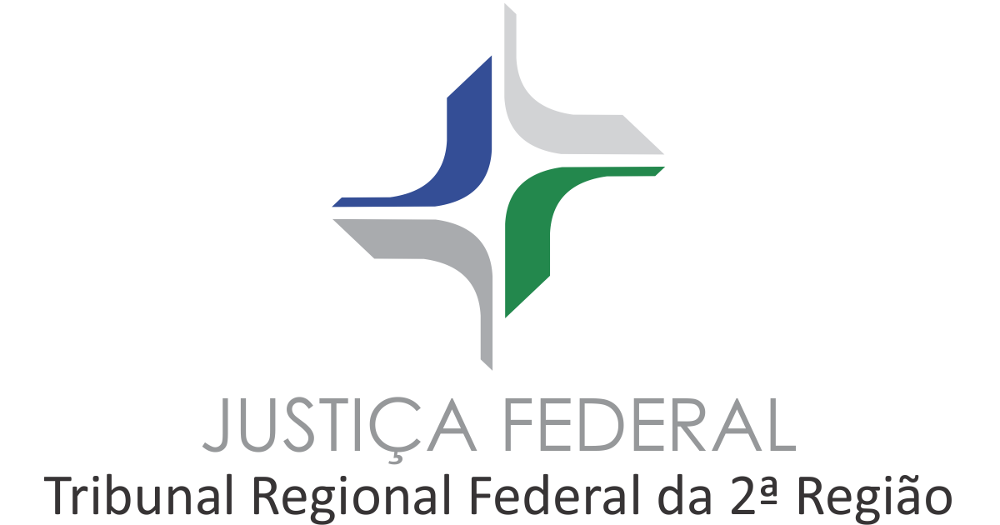 JUSTIÇA FEDERAL
Tribunal Regional Federal da 2ª Região